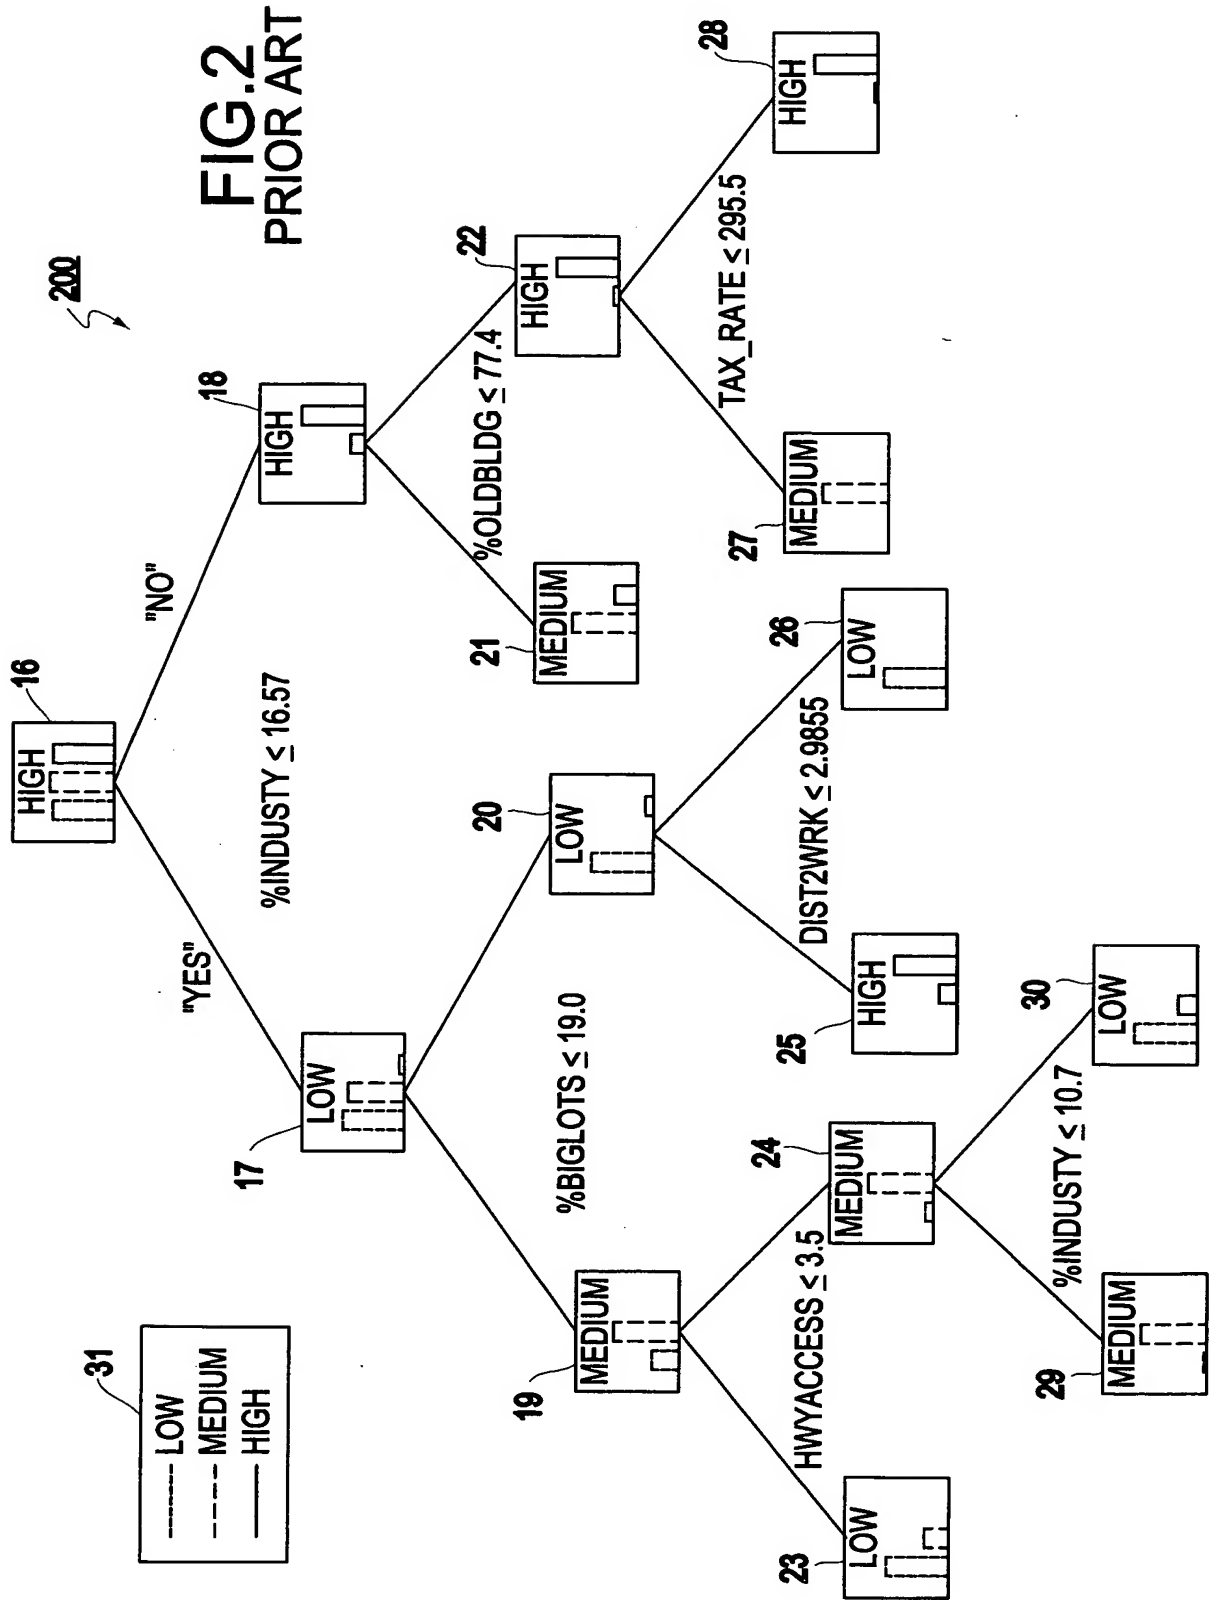 FIG.2
PRIOR ART
200
31
LOW
MEDIUM
HIGH
16
HIGH
"YES"
"NO"
%INDUSTY ≤ 16.57
17
LOW
18
HIGH
%BIGLOTS ≤ 19.0
%OLDBLDG ≤ 77.4
19
MEDIUM
20
LOW
21
MEDIUM
22
HIGH
HWYACCESS ≤ 3.5
DIST2WRK ≤ 2.9855
TAX_RATE ≤ 295.5
23
LOW
24
MEDIUM
25
HIGH
26
LOW
27
MEDIUM
28
HIGH
%INDUSTY ≤ 10.7
29
MEDIUM
30
LOW